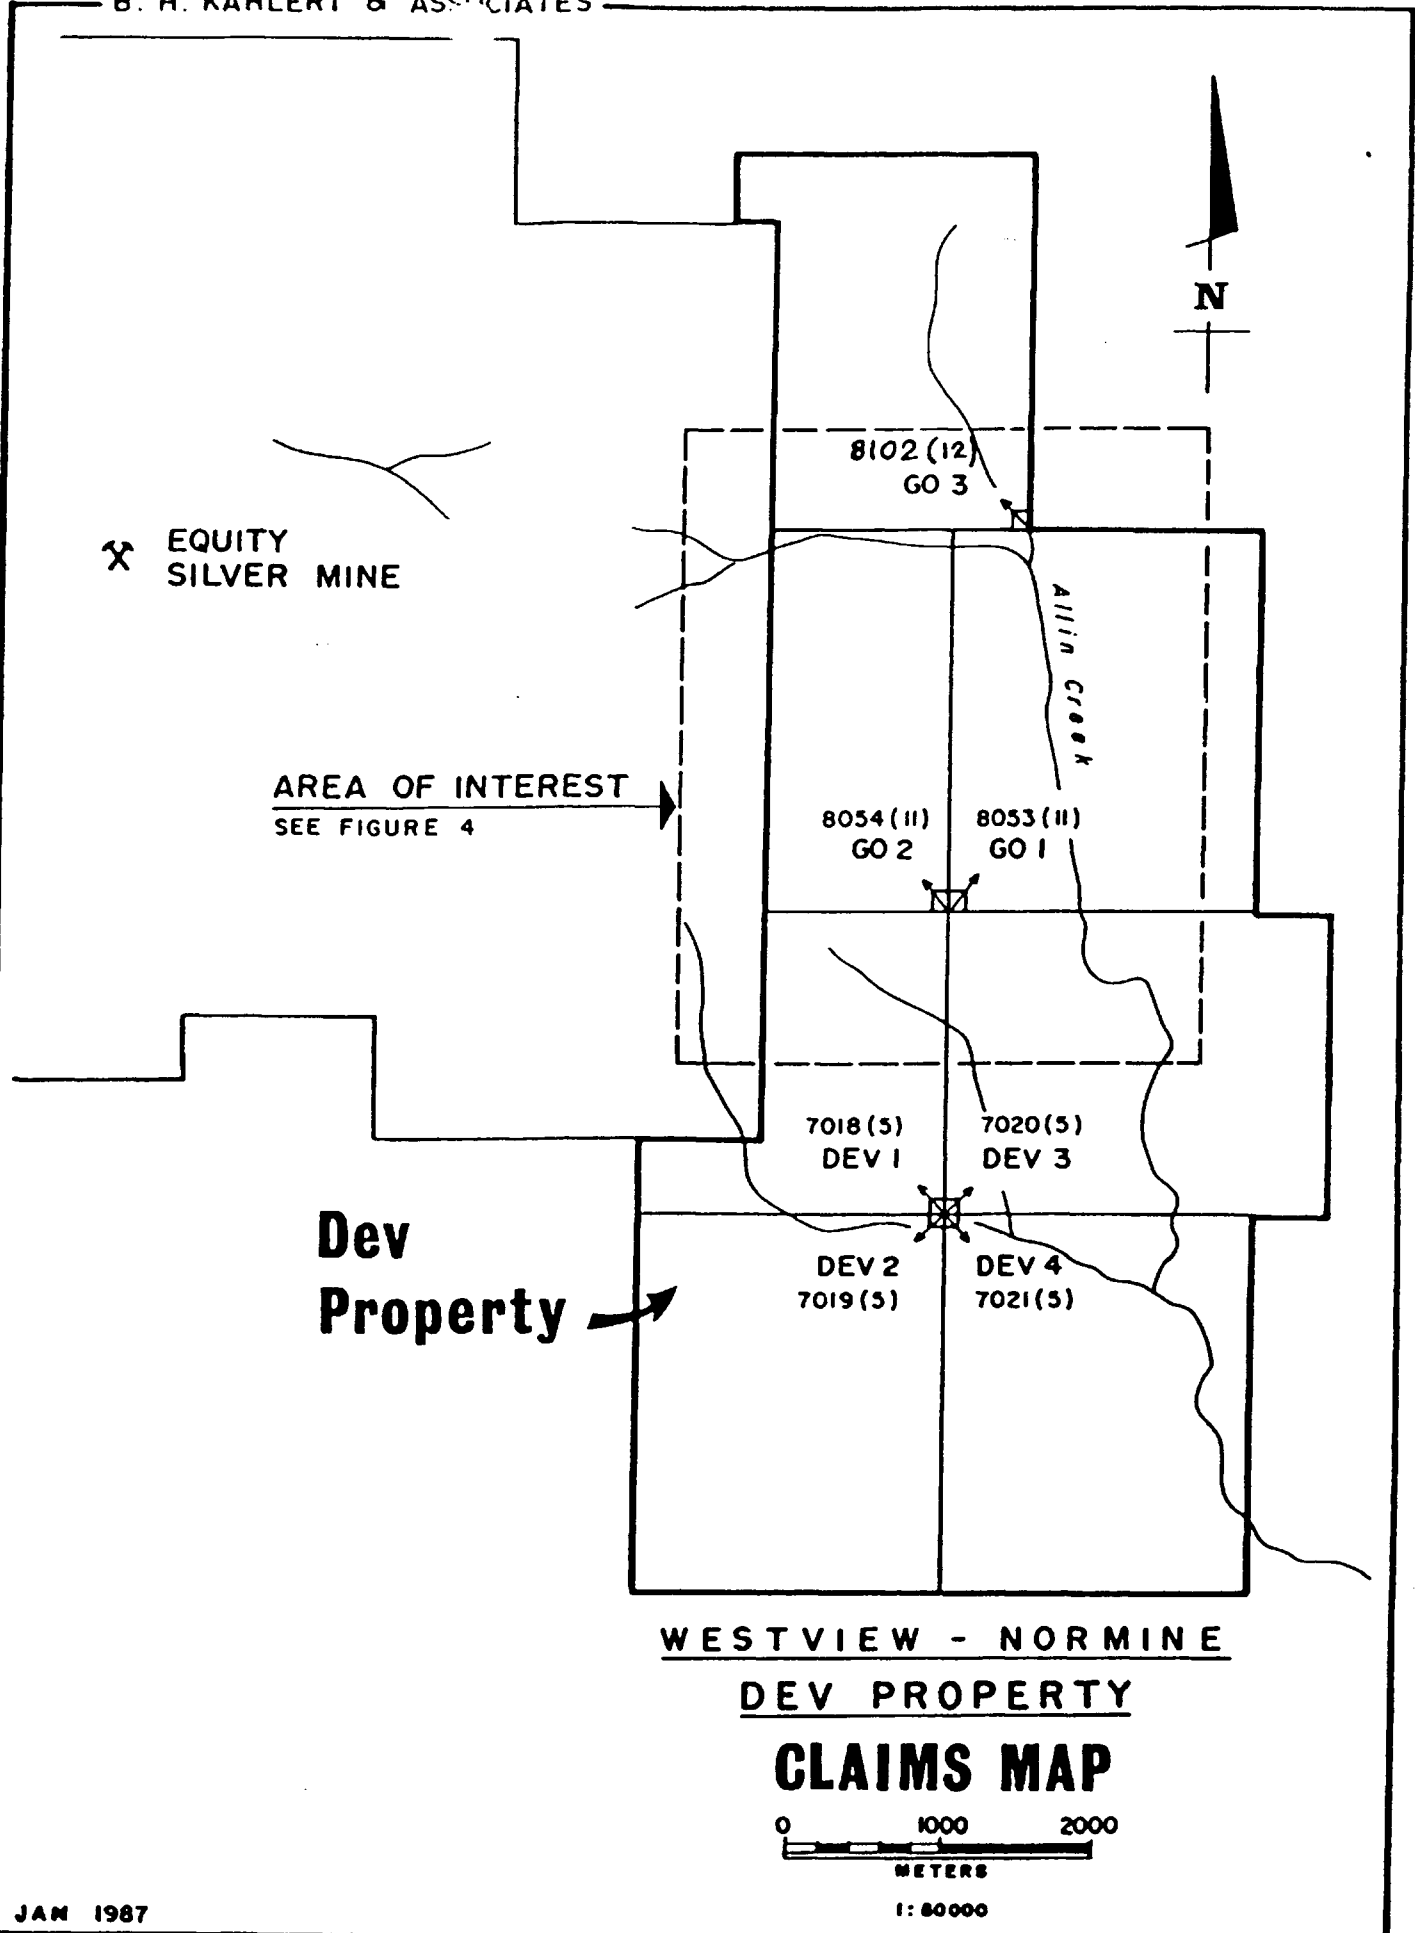 B. H. KAHLERT & ASSOCIATES
N
8102 (12)
GO 3
EQUITY
SILVER MINE
Allin Creek
AREA OF INTEREST
SEE FIGURE 4
8054 (11)
GO 2
8053 (11)
GO 1
7018 (5)
DEV 1
7020 (5)
DEV 3
Dev
Property
DEV 2
7019 (5)
DEV 4
7021 (5)
WESTVIEW - NORMINE
DEV PROPERTY
CLAIMS MAP
0 1000 2000
METERS
JAN 1987